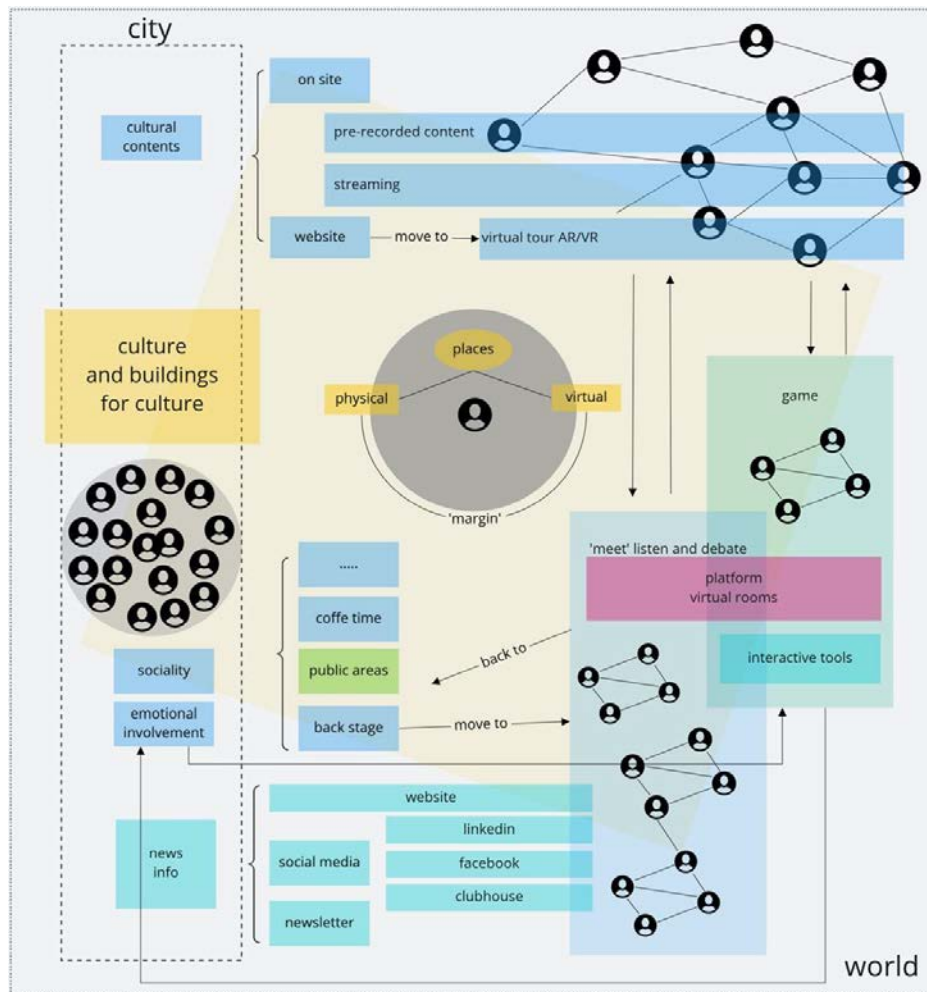 city
on site
cultural
contents
pre-recorded content
streaming
website
move to
virtual tour AR/VR
culture
and buildings
for culture
places
physical
virtual
'margin'
game
'meet' listen and debate
platform
virtual rooms
interactive tools
.....
coffe time
public areas
back stage
back to
move to
sociality
emotional
involvement
website
linkedin
news
info
social media
facebook
clubhouse
newsletter
world